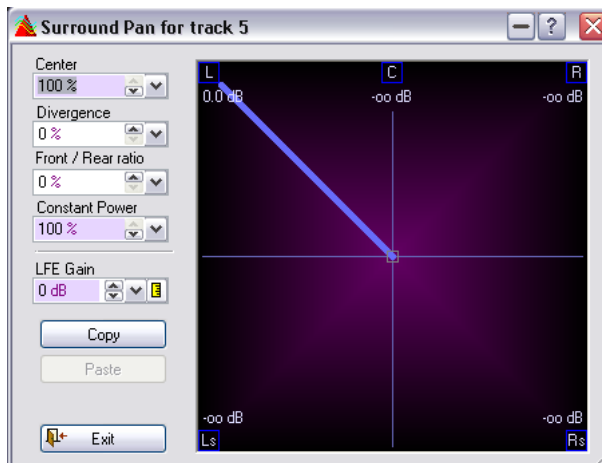 Surround Pan for track 5
Center
100 %
Divergence
0 %
Front / Rear ratio
0 %
Constant Power
100 %
LFE Gain
0 dB
Copy
Paste
Exit
L C R
0.0 dB -oo dB -oo dB
-oo dB -oo dB
Ls Rs